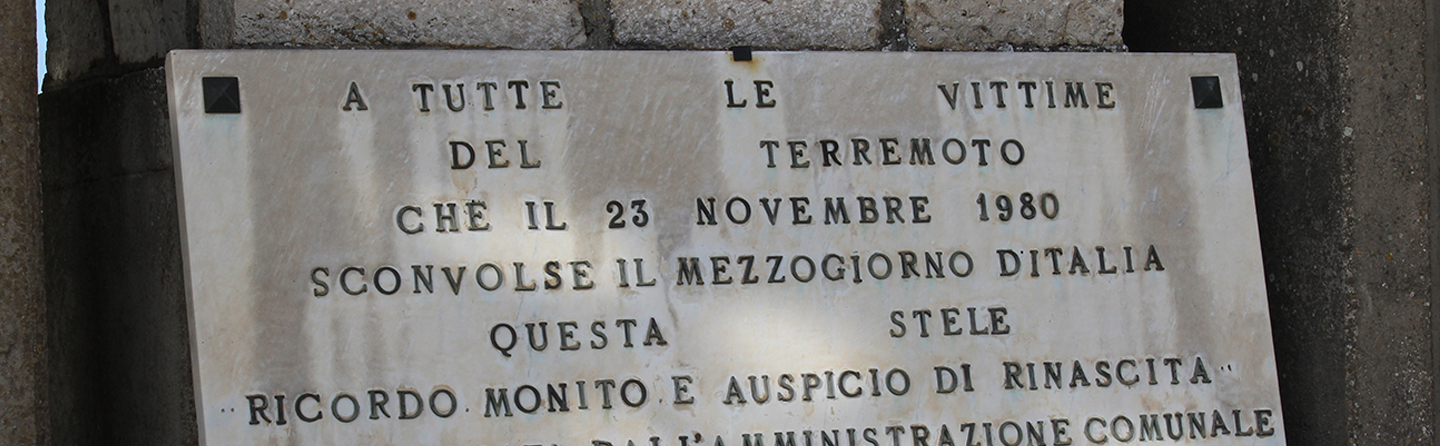 A TUTTE LE VITTIME
DEL TERREMOTO
CHE IL 23 NOVEMBRE 1980
SCONVOLSE IL MEZZOGIORNO D'ITALIA
QUESTA STELE
"RICORDO. MONITO. E AUSPICIO DI RINASCITA"
DALL'AMMINISTRAZIONE COMUNALE